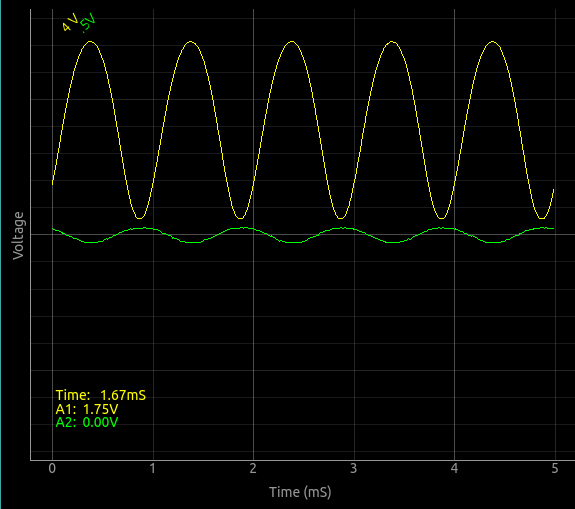 4 V .5V
Voltage
Time: 1.67mS
A1: 1.75V
A2: 0.00V
0 1 2 3 4 5
Time (mS)